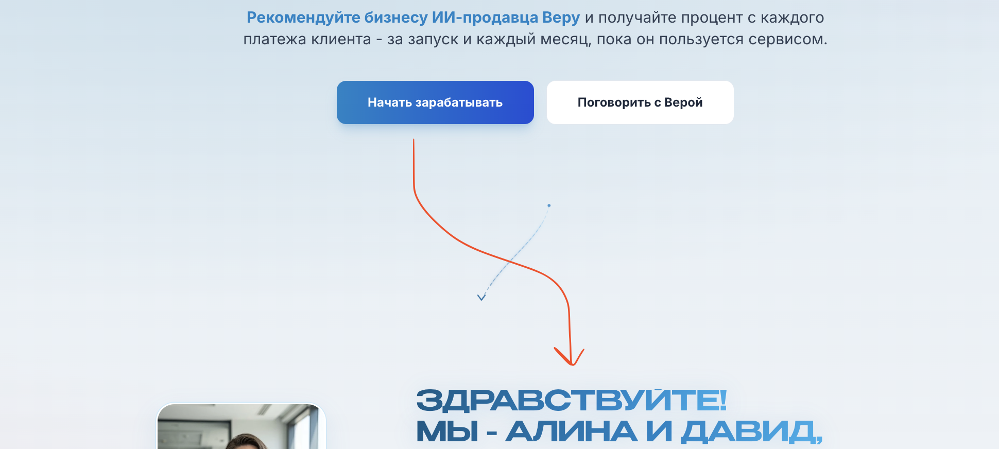 Рекомендуйте бизнесу ИИ-продавца Веру и получайте процент с каждого
платежа клиента - за запуск и каждый месяц, пока он пользуется сервисом.
Начать зарабатывать
Поговорить с Верой
ЗДРАВСТВУЙТЕ!
МЫ - АЛИНА И ДАВИД,